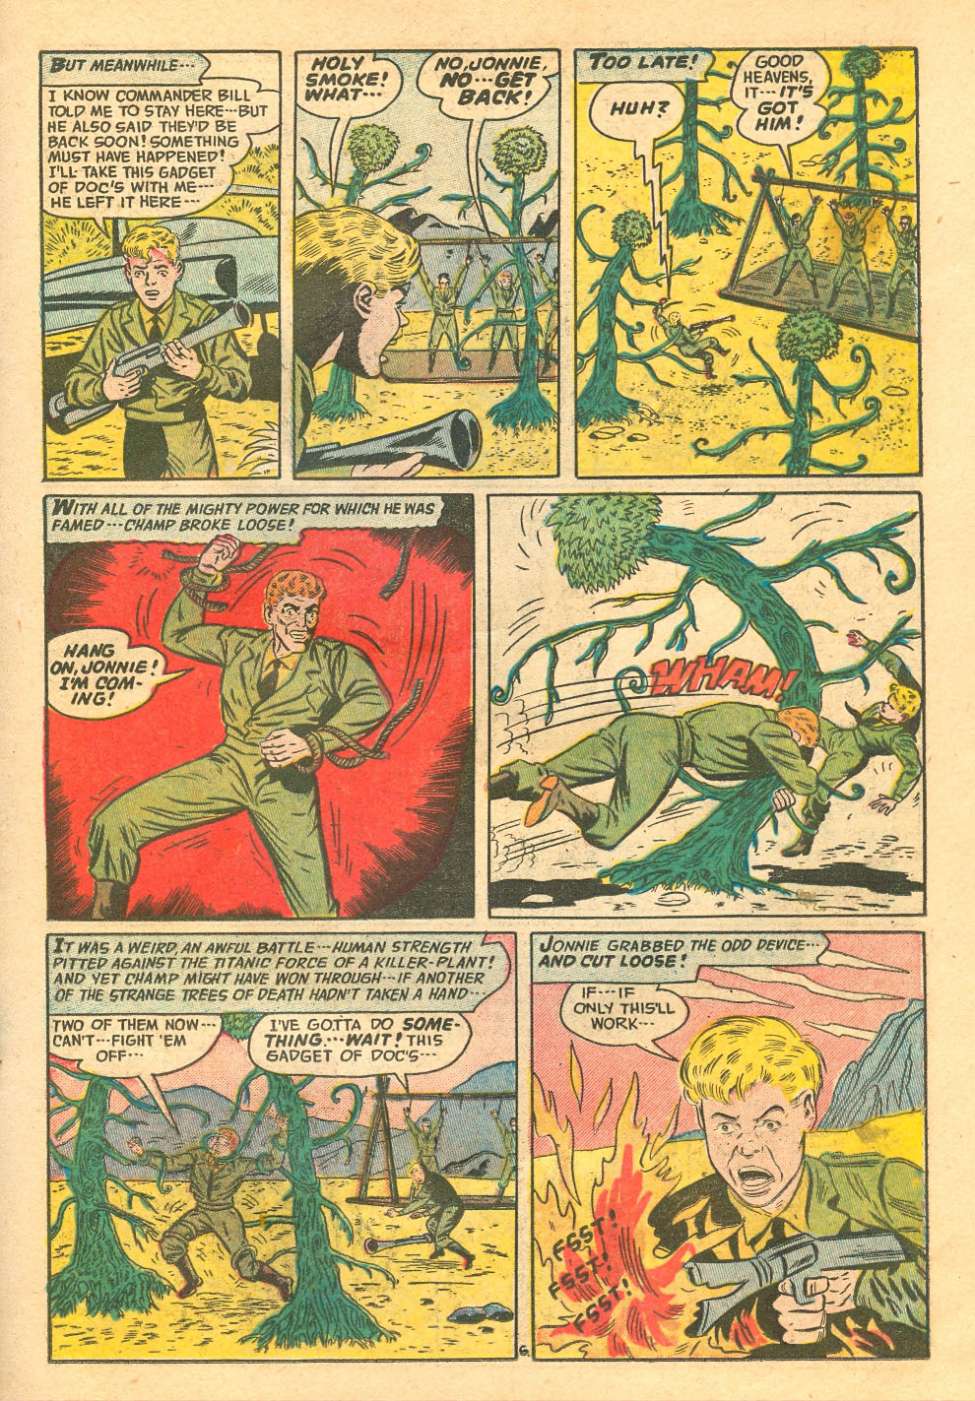 BUT MEANWHILE---
I KNOW COMMANDER BILL
TOLD ME TO STAY HERE---BUT
HE ALSO SAID THEY'D BE
BACK SOON! SOMETHING
MUST HAVE HAPPENED!
I'LL TAKE THIS GADGET
OF DOC'S WITH ME---
HE LEFT IT HERE---
HOLY
SMOKE!
WHAT---
NO, JONNIE,
NO---GET
BACK!
TOO LATE!
HUH?
GOOD
HEAVENS,
IT---IT'S
GOT
HIM!
WITH ALL OF THE MIGHTY POWER FOR WHICH HE WAS
FAMED---CHAMP BROKE LOOSE!
HANG
ON, JONNIE!
I'M COM-
ING!
WHAM!
IT WAS A WEIRD, AN AWFUL BATTLE---HUMAN STRENGTH
PITTED AGAINST THE TITANIC FORCE OF A KILLER-PLANT!
AND YET CHAMP MIGHT HAVE WON THROUGH---IF ANOTHER
OF THE STRANGE TREES OF DEATH HADN'T TAKEN A HAND---
TWO OF THEM NOW---
CAN'T---FIGHT 'EM
OFF---
I'VE GOTTA DO SOME-
THING---WAIT! THIS
GADGET OF DOC'S---
6
JONNIE GRABBED THE ODD DEVICE---
AND CUT LOOSE!
IF---IF
ONLY THIS'LL
WORK---
FSST!
FSST!
FSST!